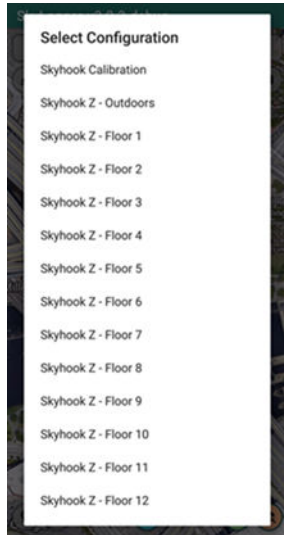 Select Configuration
Skyhook Calibration
Skyhook Z - Outdoors
Skyhook Z - Floor 1
Skyhook Z - Floor 2
Skyhook Z - Floor 3
Skyhook Z - Floor 4
Skyhook Z - Floor 5
Skyhook Z - Floor 6
Skyhook Z - Floor 7
Skyhook Z - Floor 8
Skyhook Z - Floor 9
Skyhook Z - Floor 10
Skyhook Z - Floor 11
Skyhook Z - Floor 12